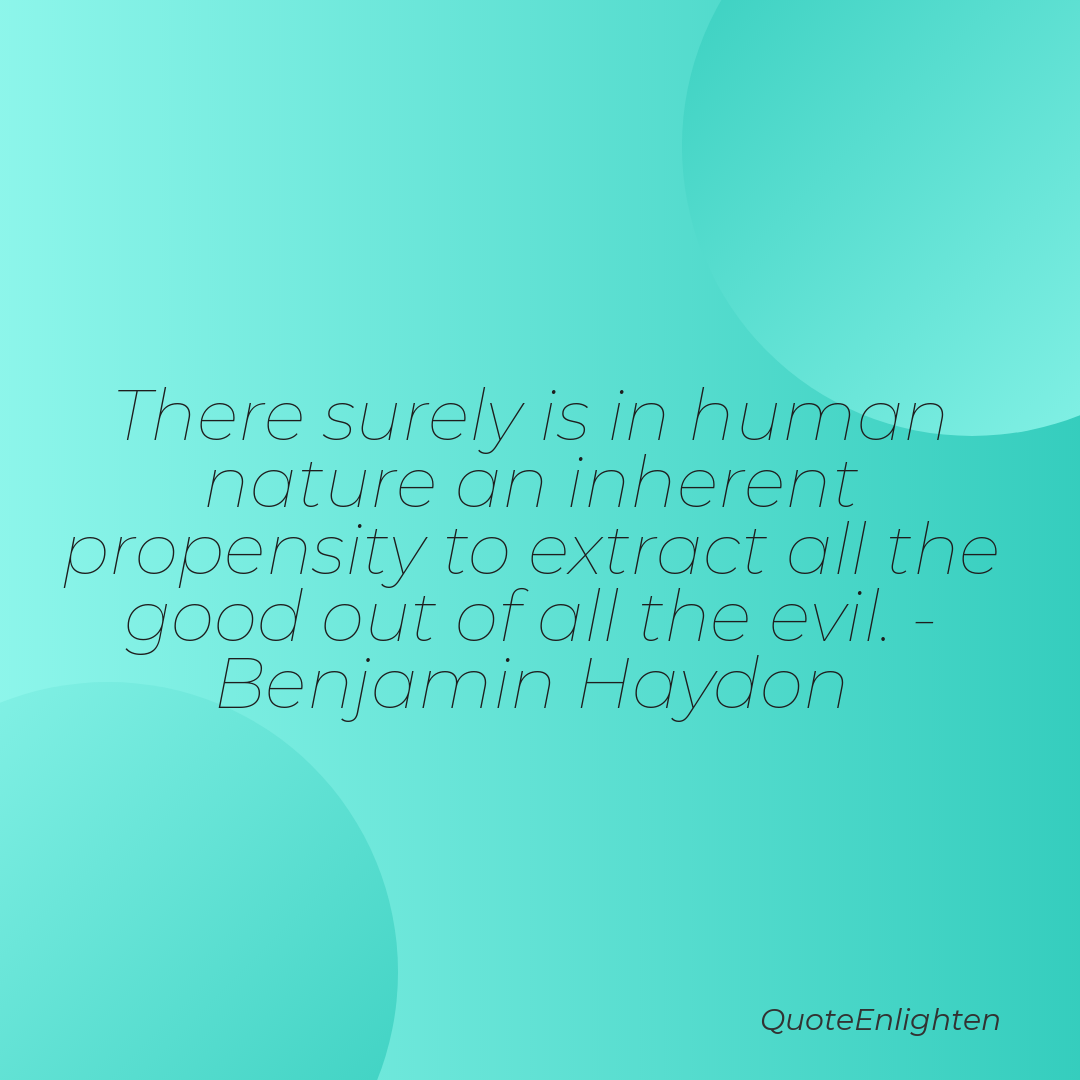 There surely is in human
nature an inherent
propensity to extract all the
good out of all the evil. -
Benjamin Haydon
QuoteEnlighten